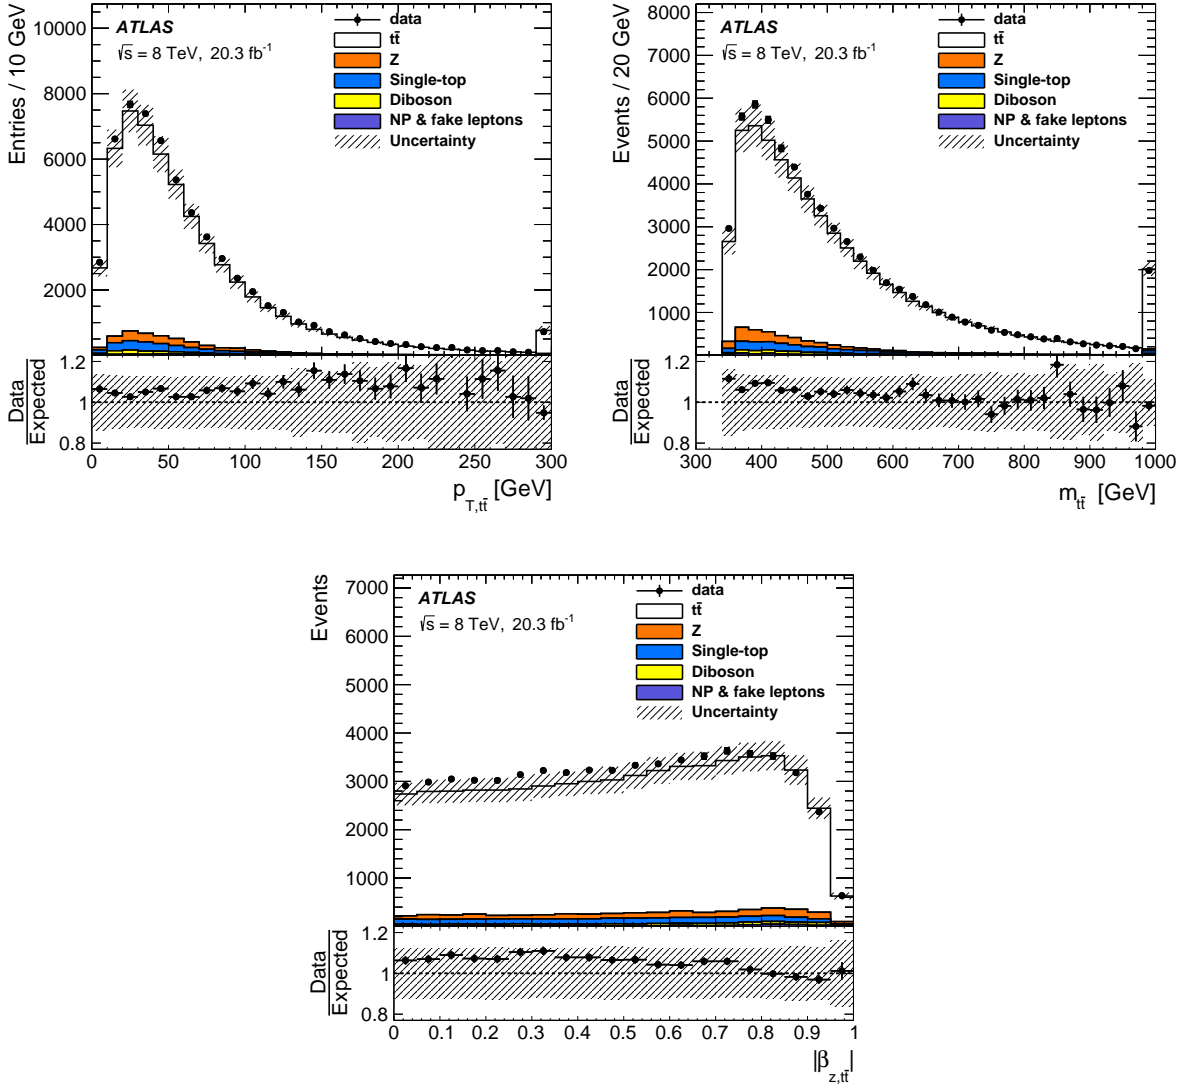 Entries / 10 GeV
10000
8000
6000
4000
2000
ATLAS
√s = 8 TeV, 20.3 fb⁻¹
data
tt̄
Z
Single-top
Diboson
NP & fake leptons
Uncertainty
Data
Expected
1.2
1
0.8
0 50 100 150 200 250 300
p_{T,tt̄} [GeV]
Events / 20 GeV
8000
7000
6000
5000
4000
3000
2000
1000
ATLAS
√s = 8 TeV, 20.3 fb⁻¹
data
tt̄
Z
Single-top
Diboson
NP & fake leptons
Uncertainty
Data
Expected
1.2
1
0.8
300 400 500 600 700 800 900 1000
m_{tt̄} [GeV]
Events
7000
6000
5000
4000
3000
2000
1000
ATLAS
√s = 8 TeV, 20.3 fb⁻¹
data
tt̄
Z
Single-top
Diboson
NP & fake leptons
Uncertainty
Data
Expected
1.2
1
0.8
0 0.1 0.2 0.3 0.4 0.5 0.6 0.7 0.8 0.9 1
|β_{z,tt̄}|